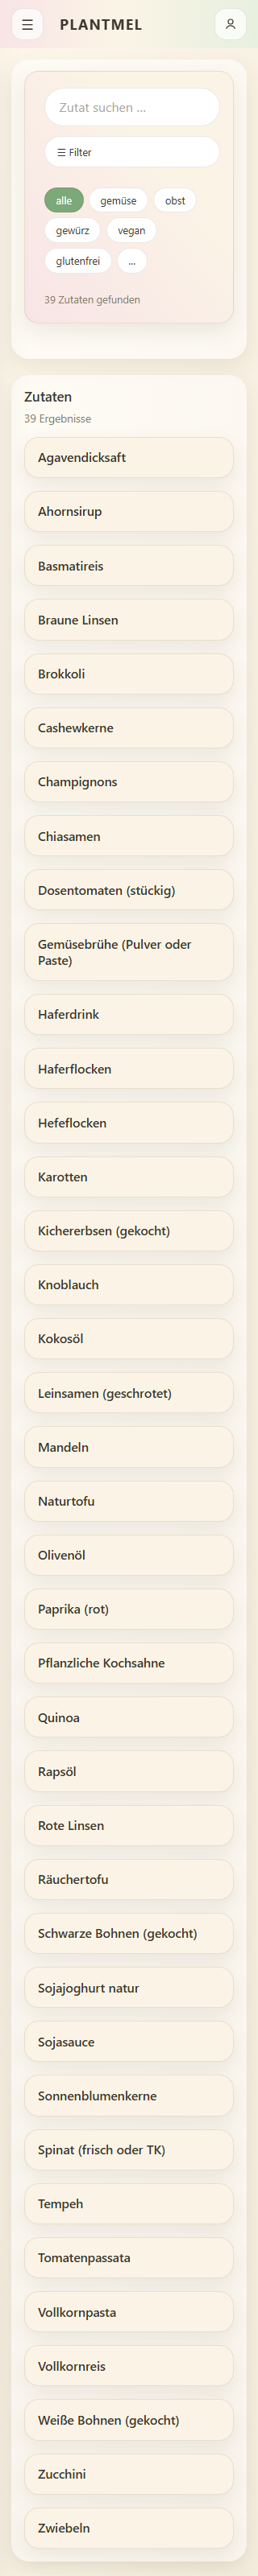 ☰ PLANTMEL
Zutat suchen ...
☰ Filter
alle gemüse obst
gewürz vegan
glutenfrei ...
39 Zutaten gefunden
Zutaten
39 Ergebnisse
Agavendicksaft
Ahornsirup
Basmatireis
Braune Linsen
Brokkoli
Cashewkerne
Champignons
Chiasamen
Dosentomaten (stückig)
Gemüsebrühe (Pulver oder
Paste)
Haferdrink
Haferflocken
Hefeflocken
Karotten
Kichererbsen (gekocht)
Knoblauch
Kokosöl
Leinsamen (geschrotet)
Mandeln
Naturtofu
Olivenöl
Paprika (rot)
Pflanzliche Kochsahne
Quinoa
Rapsöl
Rote Linsen
Räuchertofu
Schwarze Bohnen (gekocht)
Sojajoghurt natur
Sojasauce
Sonnenblumenkerne
Spinat (frisch oder TK)
Tempeh
Tomatenpassata
Vollkornpasta
Vollkornreis
Weiße Bohnen (gekocht)
Zucchini
Zwiebeln